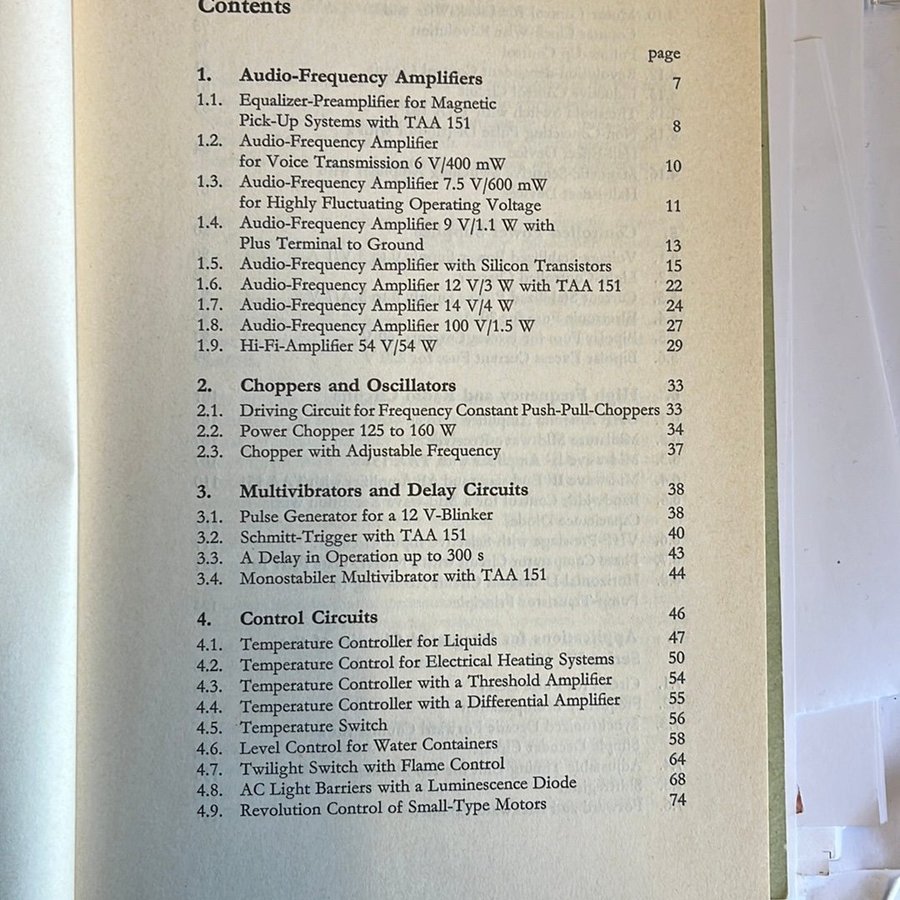 Contents
page
1. Audio-Frequency Amplifiers 7
1.1. Equalizer-Preamplifier for Magnetic
Pick-Up Systems with TAA 151 8
1.2. Audio-Frequency Amplifier
for Voice Transmission 6 V/400 mW 10
1.3. Audio-Frequency Amplifier 7.5 V/600 mW
for Highly Fluctuating Operating Voltage 11
1.4. Audio-Frequency Amplifier 9 V/1.1 W with
Plus Terminal to Ground 13
1.5. Audio-Frequency Amplifier with Silicon Transistors 15
1.6. Audio-Frequency Amplifier 12 V/3 W with TAA 151 22
1.7. Audio-Frequency Amplifier 14 V/4 W 24
1.8. Audio-Frequency Amplifier 100 V/1.5 W 27
1.9. Hi-Fi-Amplifier 54 V/54 W 29
2. Choppers and Oscillators 33
2.1. Driving Circuit for Frequency Constant Push-Pull-Choppers 33
2.2. Power Chopper 125 to 160 W 34
2.3. Chopper with Adjustable Frequency 37
3. Multivibrators and Delay Circuits 38
3.1. Pulse Generator for a 12 V-Blinker 38
3.2. Schmitt-Trigger with TAA 151 40
3.3. A Delay in Operation up to 300 s 43
3.4. Monostabiler Multivibrator with TAA 151 44
4. Control Circuits 46
4.1. Temperature Controller for Liquids 47
4.2. Temperature Control for Electrical Heating Systems 50
4.3. Temperature Controller with a Threshold Amplifier 54
4.4. Temperature Controller with a Differential Amplifier 55
4.5. Temperature Switch 56
4.6. Level Control for Water Containers 58
4.7. Twilight Switch with Flame Control 64
4.8. AC Light Barriers with a Luminescence Diode 68
4.9. Revolution Control of Small-Type Motors 74